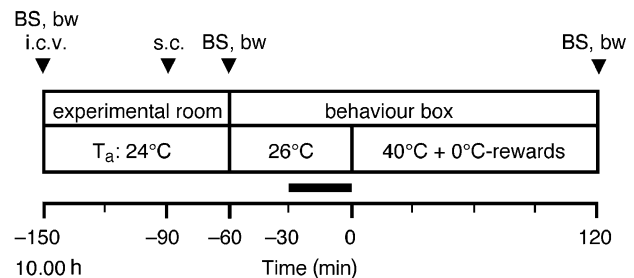 BS, bw
i.c.v. s.c. BS, bw BS, bw
experimental room behaviour box
Ta: 24°C 26°C 40°C + 0°C-rewards
–150 –90 –60 –30 0 120
10.00 h Time (min)